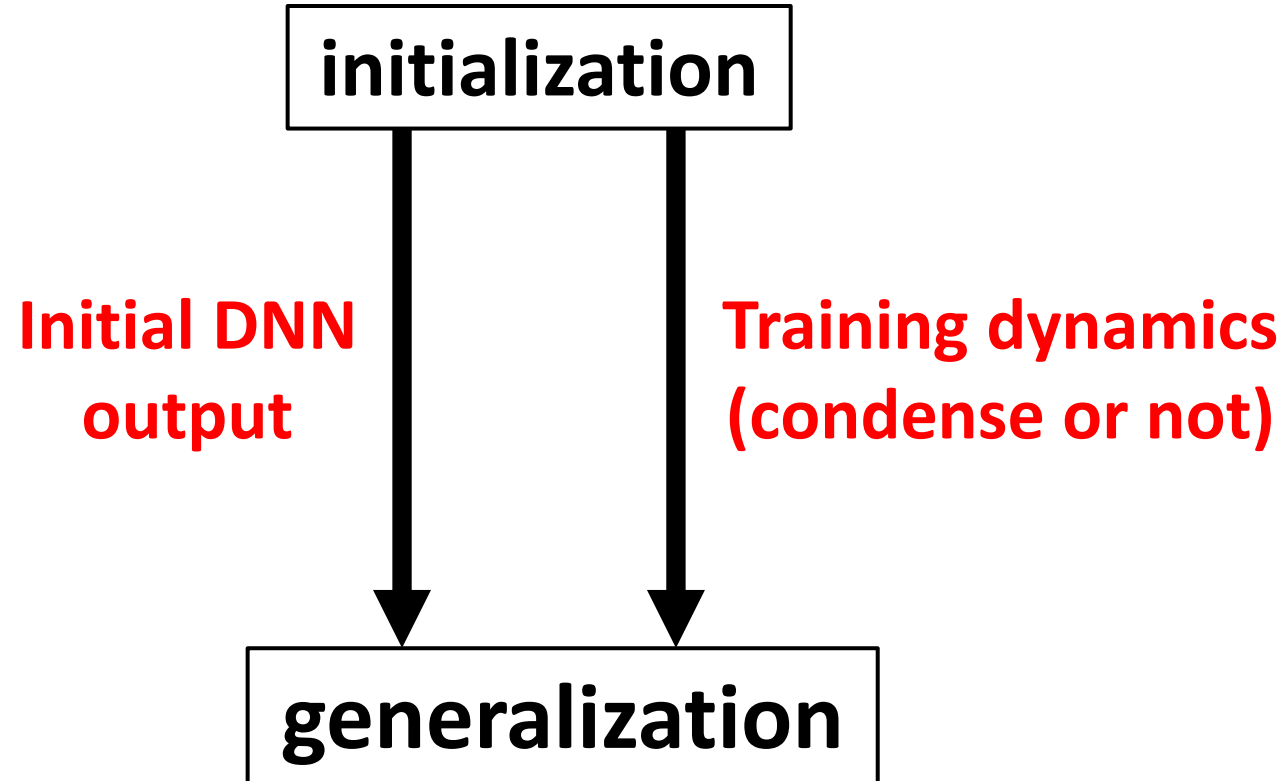 initialization
Initial DNN
output
Training dynamics
(condense or not)
generalization